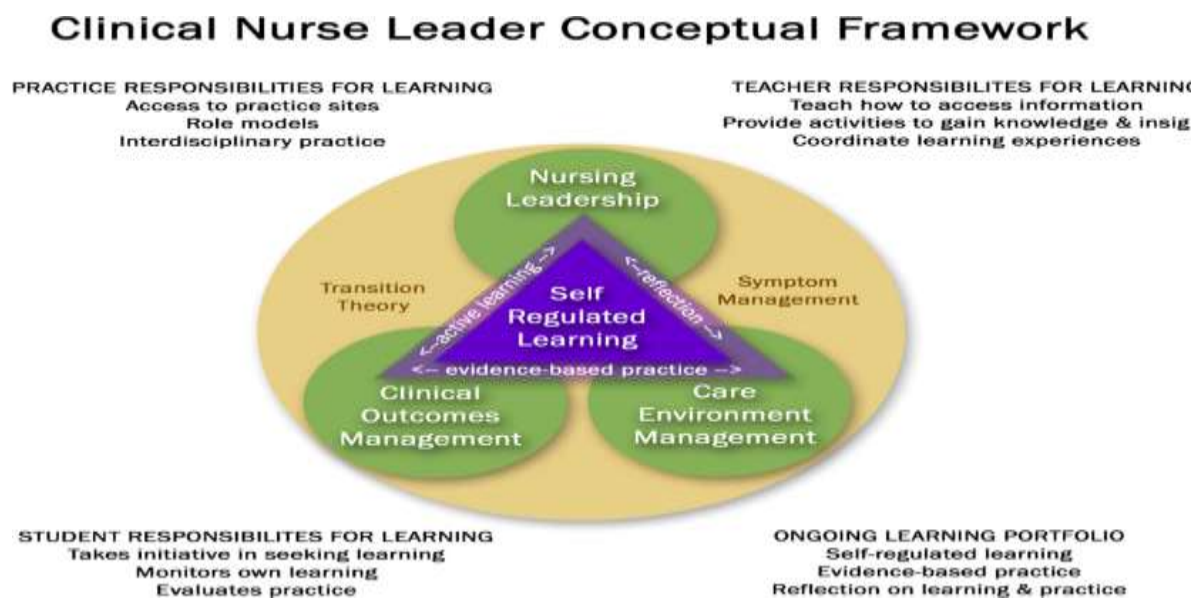 Clinical Nurse Leader Conceptual Framework
PRACTICE RESPONSIBILITIES FOR LEARNING
Access to practice sites
Role models
Interdisciplinary practice
TEACHER RESPONSIBILITES FOR LEARNING
Teach how to access information
Provide activities to gain knowledge & insig
Coordinate learning experiences
Nursing
Leadership
Transition
Theory
<--active learning-->
<--reflection-->
Symptom
Management
Self
Regulated
Learning
<-- evidence-based practice -->
Clinical
Outcomes
Management
Care
Environment
Management
STUDENT RESPONSIBILITES FOR LEARNING
Takes initiative in seeking learning
Monitors own learning
Evaluates practice
ONGOING LEARNING PORTFOLIO
Self-regulated learning
Evidence-based practice
Reflection on learning & practice